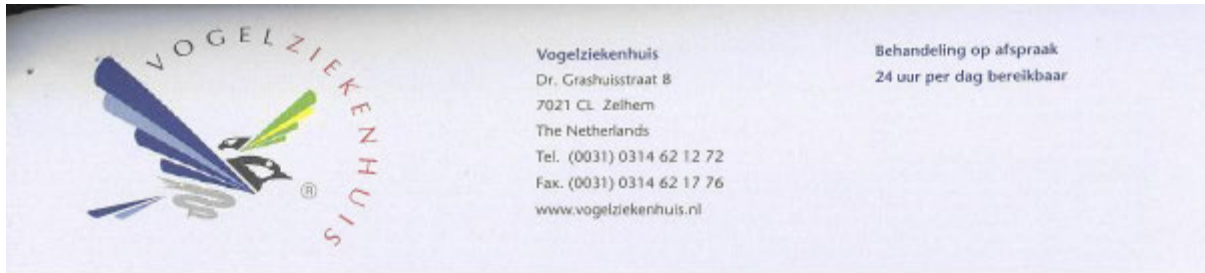 VOGELZIEKENHUIS
®
Vogelziekenhuis
Dr. Grashuisstraat 8
7021 CL Zelhem
The Netherlands
Tel. (0031) 0314 62 12 72
Fax. (0031) 0314 62 17 76
www.vogelziekenhuis.nl
Behandeling op afspraak
24 uur per dag bereikbaar